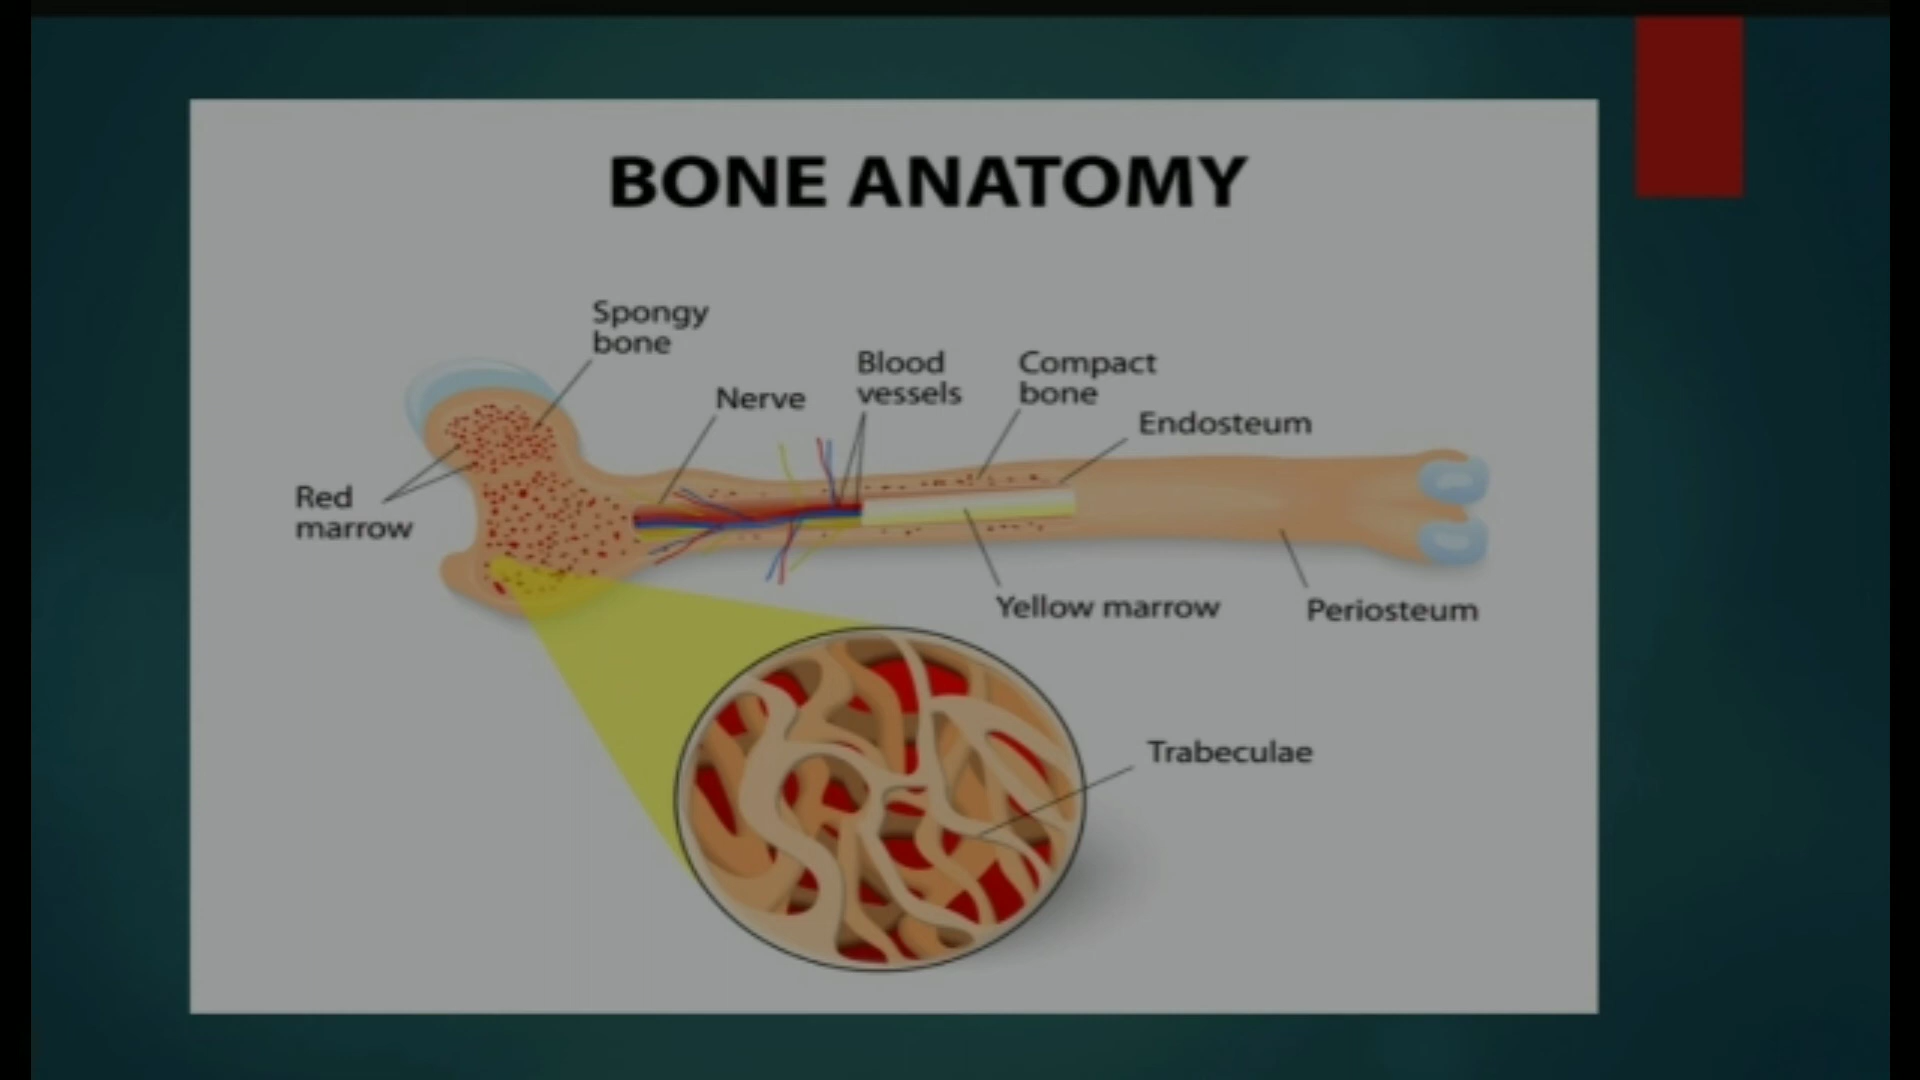 BONE ANATOMY
Spongy
bone
Blood
vessels
Compact
bone
Nerve
Endosteum
Red
marrow
Yellow marrow
Periosteum
Trabeculae